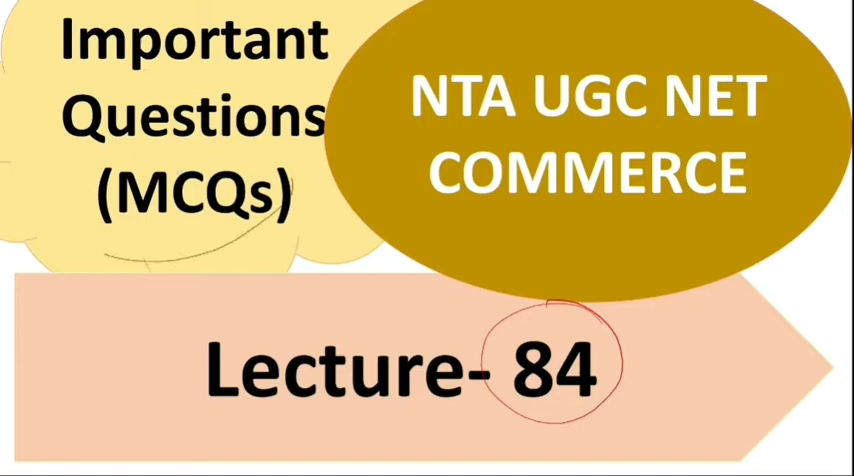 Important
Questions
(MCQs)
NTA UGC NET
COMMERCE
Lecture- 84